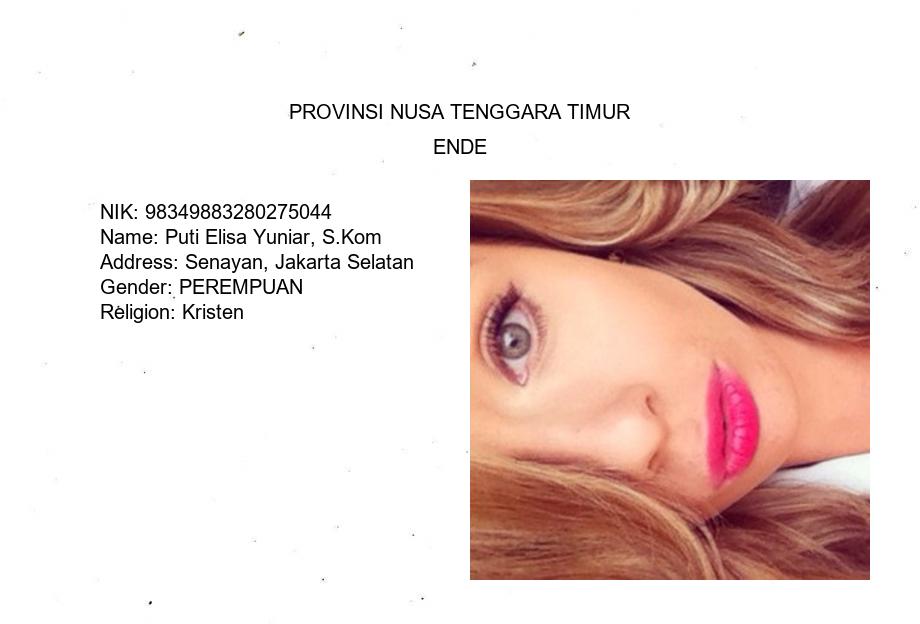 PROVINSI NUSA TENGGARA TIMUR
ENDE
NIK: 98349883280275044
Name: Puti Elisa Yuniar, S.Kom
Address: Senayan, Jakarta Selatan
Gender: PEREMPUAN
Religion: Kristen